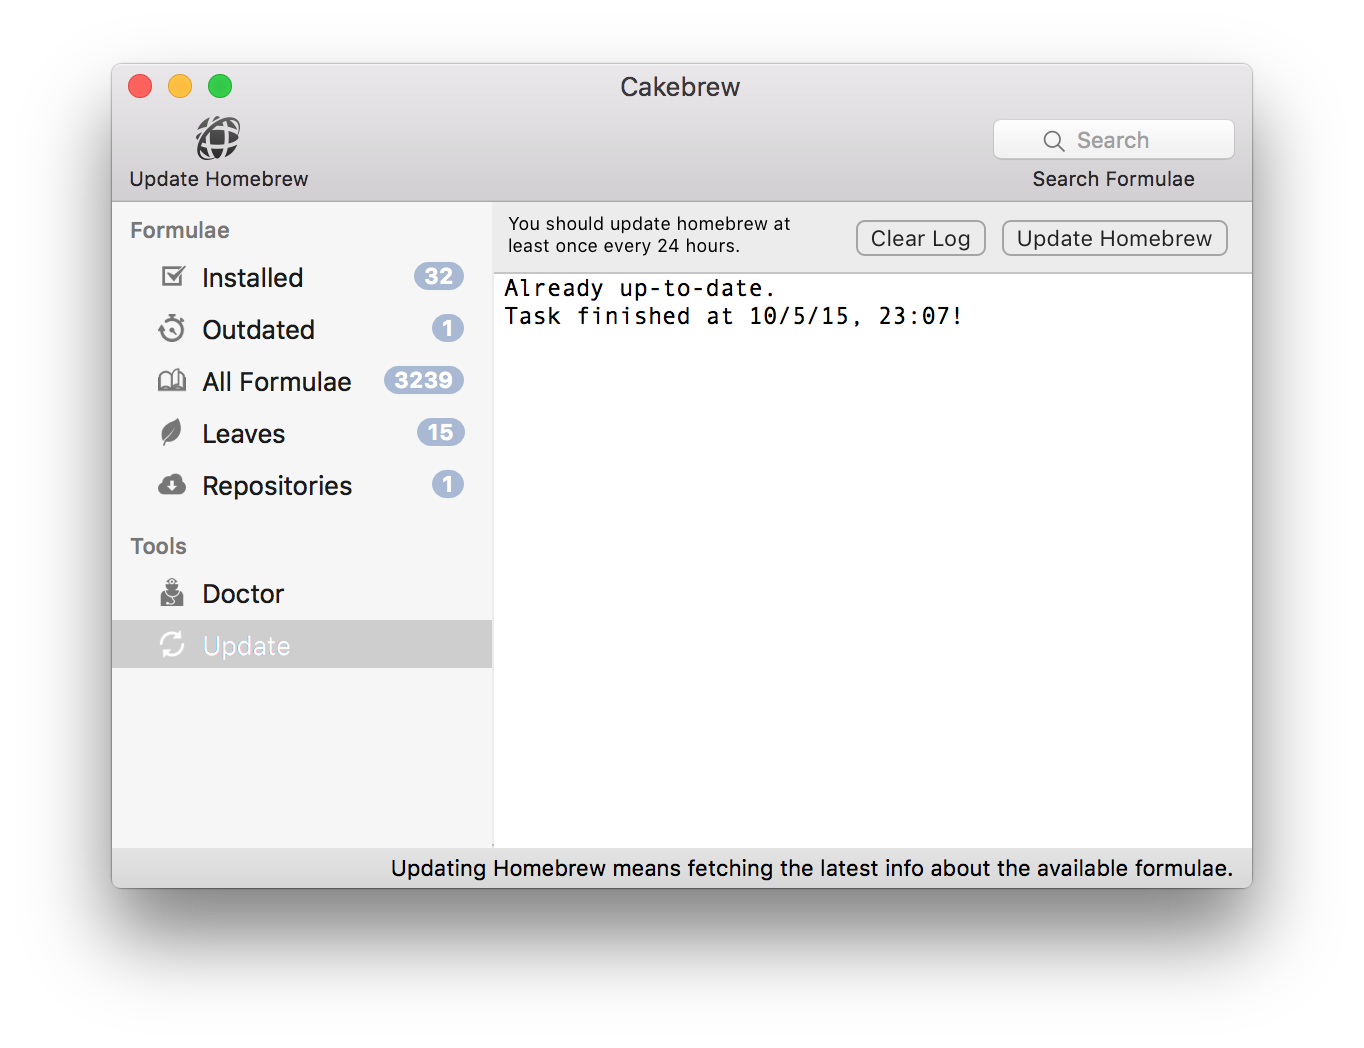 Cakebrew
Update Homebrew
Search
Search Formulae
Formulae
Installed 32
Outdated 1
All Formulae 3239
Leaves 15
Repositories 1
Tools
Doctor
Update
You should update homebrew at
least once every 24 hours.
Clear Log
Update Homebrew
Already up-to-date.
Task finished at 10/5/15, 23:07!
Updating Homebrew means fetching the latest info about the available formulae.